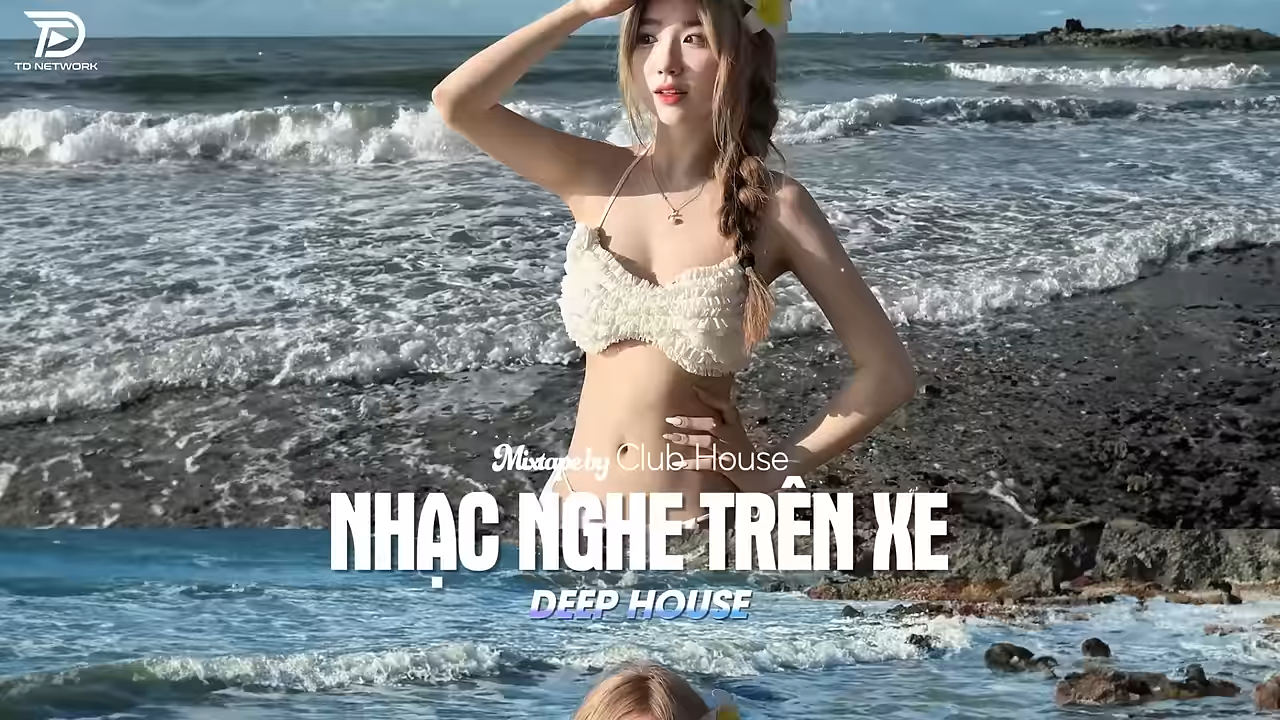 TD NETWORK
Mixtape by Club House
NHẠC NGHE TRÊN XE
DEEP HOUSE